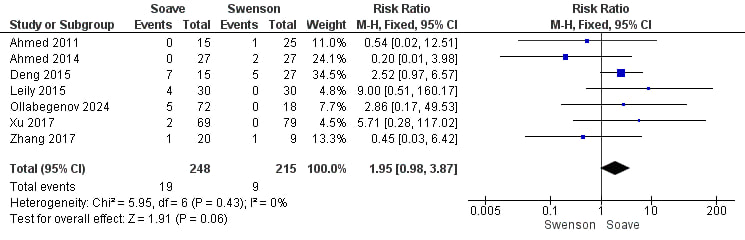 Soave Swenson Risk Ratio Risk Ratio
Study or Subgroup Events Total Events Total Weight M-H, Fixed, 95% CI M-H, Fixed, 95% CI
Ahmed 2011 0 15 1 25 11.0% 0.54 [0.02, 12.51]
Ahmed 2014 0 27 2 27 24.1% 0.20 [0.01, 3.98]
Deng 2015 7 15 5 27 34.5% 2.52 [0.97, 6.57]
Leily 2015 4 30 0 30 4.8% 9.00 [0.51, 160.17]
Ollabegenov 2024 5 72 0 18 7.6% 2.86 [0.17, 49.53]
Xu 2017 2 69 0 79 4.5% 5.71 [0.28, 117.02]
Zhang 2017 1 20 1 9 13.3% 0.45 [0.03, 6.42]
Total (95% CI) 248 215 100.0% 1.95 [0.98, 3.87]
Total events 19 9
Heterogeneity: Chi² = 5.95, df = 6 (P = 0.43); I² = 0%
Test for overall effect: Z = 1.91 (P = 0.06)
0.005 0.1 1 10 200
Swenson Soave